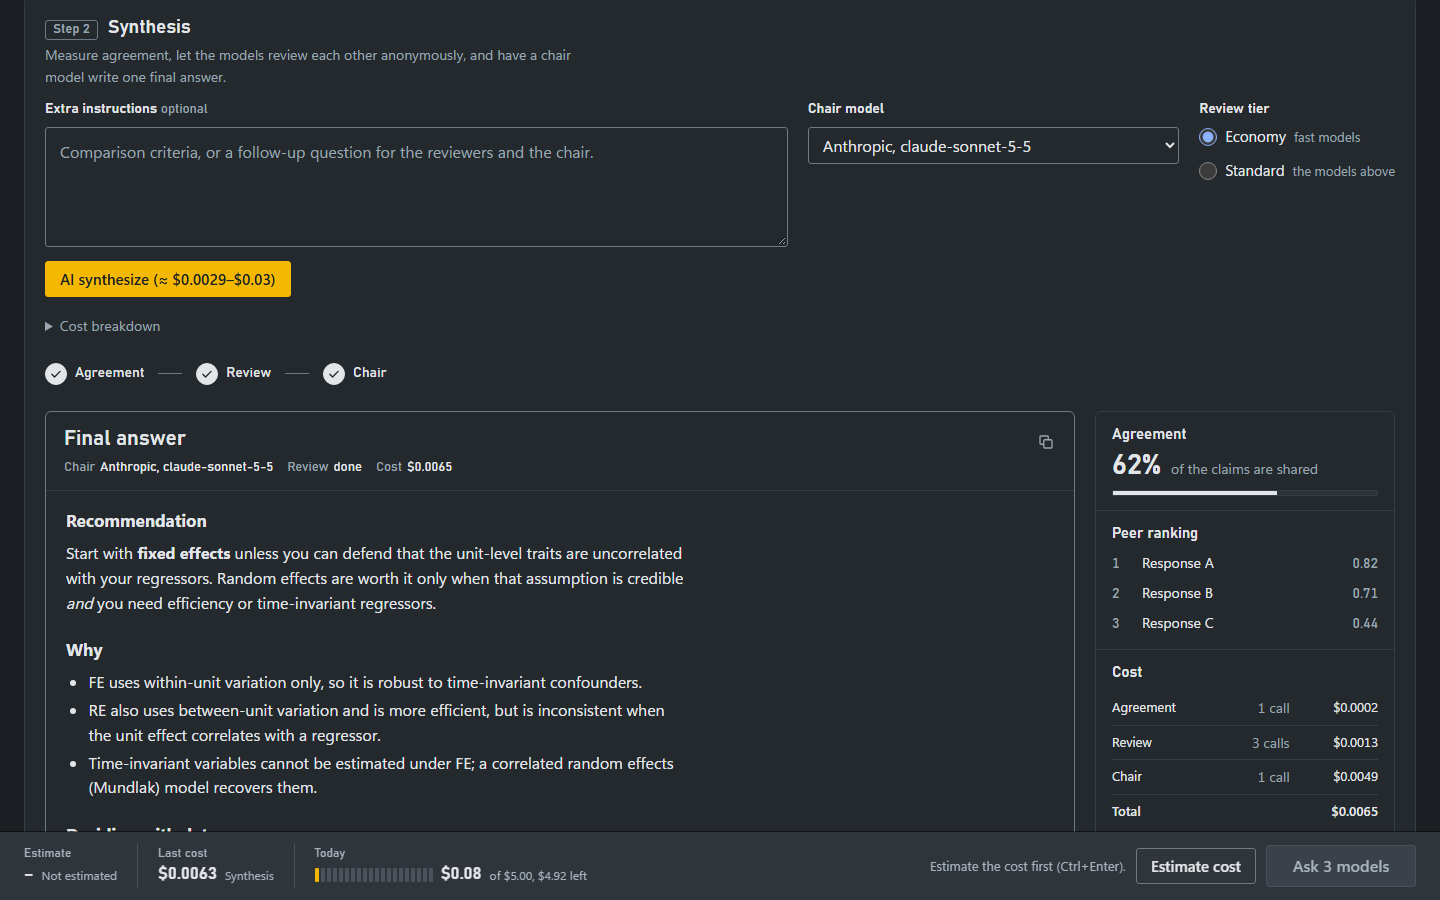 Step 2 Synthesis
Measure agreement, let the models review each other anonymously, and have a chair
model write one final answer.
Extra instructions optional
Comparison criteria, or a follow-up question for the reviewers and the chair.
Chair model
Anthropic, claude-sonnet-5-5
Review tier
Economy fast models
Standard the models above
AI synthesize (≈ $0.0029–$0.03)
Cost breakdown
Agreement
Review
Chair
Final answer
Chair Anthropic, claude-sonnet-5-5 Review done Cost $0.0065
Recommendation
Start with fixed effects unless you can defend that the unit-level traits are uncorrelated
with your regressors. Random effects are worth it only when that assumption is credible
and you need efficiency or time-invariant regressors.
Why
FE uses within-unit variation only, so it is robust to time-invariant confounders.
RE also uses between-unit variation and is more efficient, but is inconsistent when
the unit effect correlates with a regressor.
Time-invariant variables cannot be estimated under FE; a correlated random effects
(Mundlak) model recovers them.
Agreement
62% of the claims are shared
Peer ranking
1 Response A 0.82
2 Response B 0.71
3 Response C 0.44
Cost
Agreement 1 call $0.0002
Review 3 calls $0.0013
Chair 1 call $0.0049
Total $0.0065
Estimate
– Not estimated
Last cost
$0.0063 Synthesis
Today
$0.08 of $5.00, $4.92 left
Estimate the cost first (Ctrl+Enter).
Estimate cost
Ask 3 models